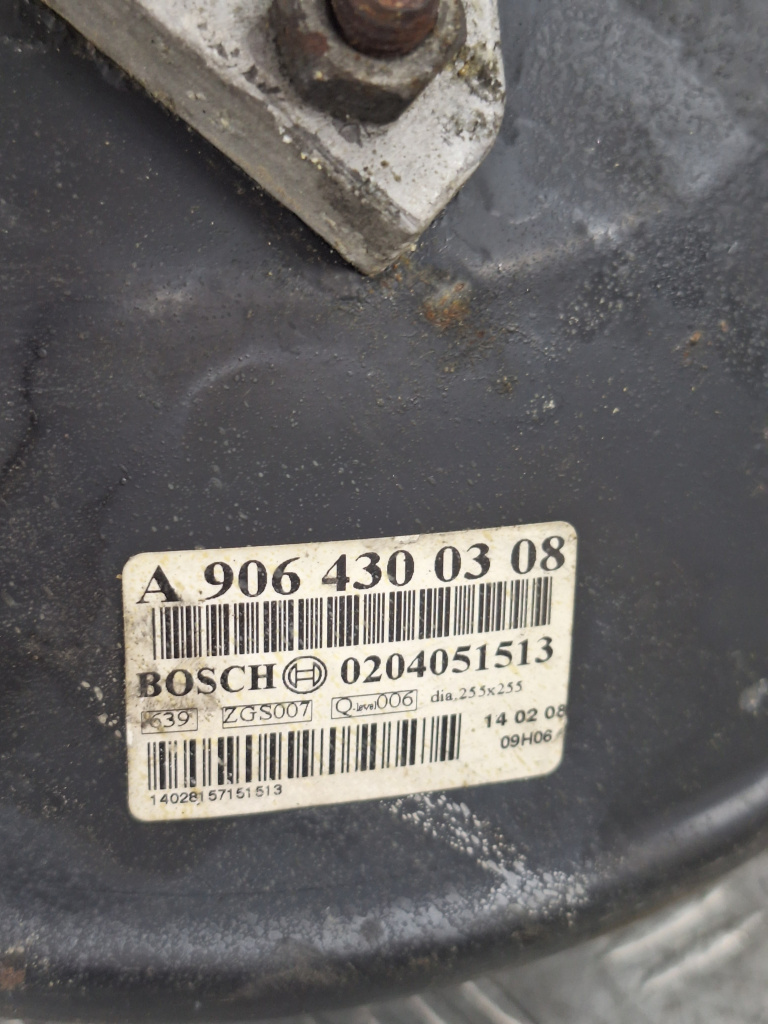 A 906 430 03 08
BOSCH 0204051513
639 ZGS007 Q-level006 dia.255x255
14 02 08
09H06
14028157151513